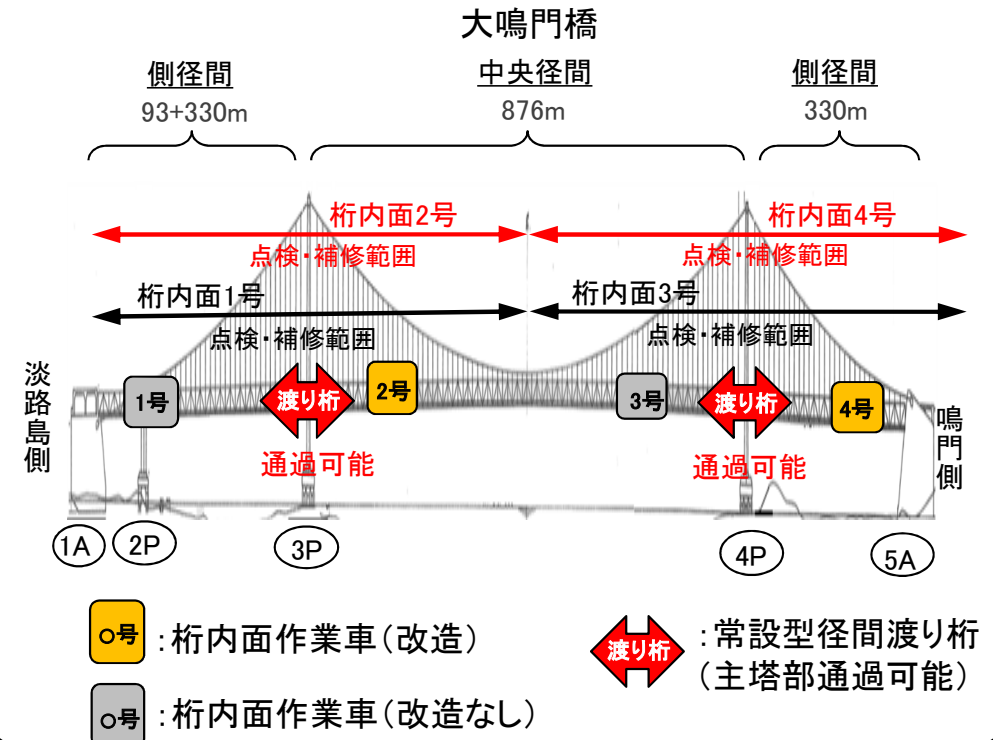 大鳴門橋
側径間
93+330m
中央径間
876m
側径間
330m
桁内面2号
点検・補修範囲
桁内面4号
点検・補修範囲
桁内面1号
点検・補修範囲
桁内面3号
点検・補修範囲
淡路島側
1号
渡り桁
2号
3号
渡り桁
4号
鳴門側
通過可能
通過可能
1A
2P
3P
4P
5A
○号
:桁内面作業車(改造)
○号
:桁内面作業車(改造なし)
渡り桁
:常設型径間渡り桁
(主塔部通過可能)